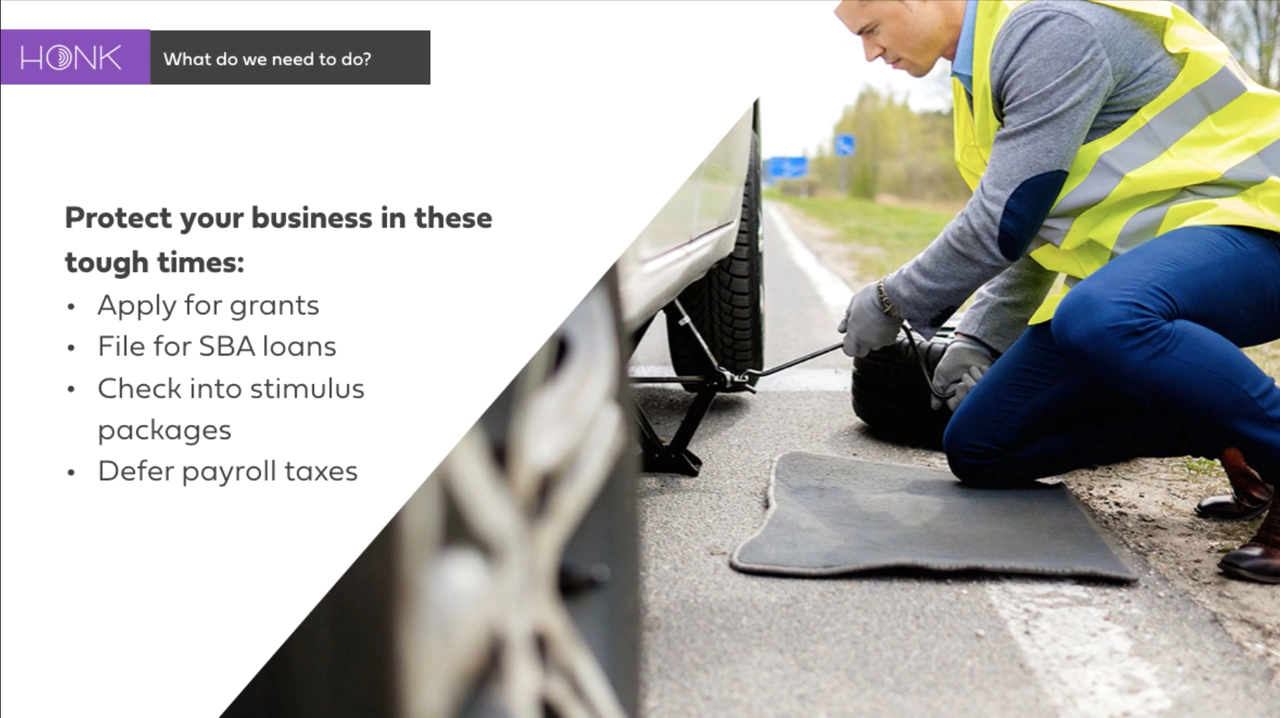 HONK
What do we need to do?
Protect your business in these
tough times:
• Apply for grants
• File for SBA loans
• Check into stimulus
packages
• Defer payroll taxes